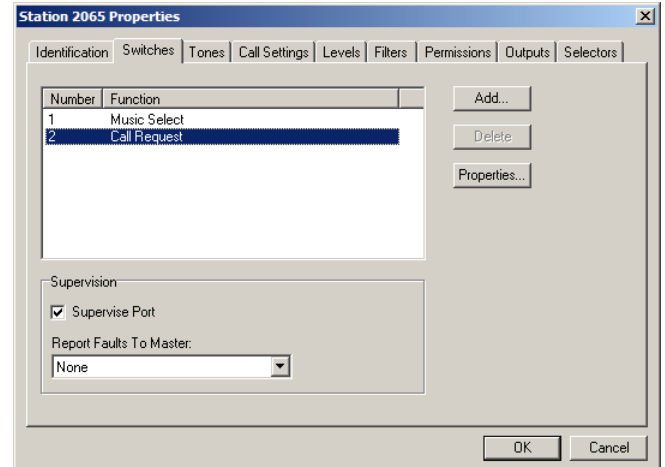 Station 2065 Properties
Identification Switches Tones Call Settings Levels Filters Permissions Outputs Selectors
Number Function
1 Music Select
2 Call Request
Add...
Delete
Properties...
Supervision
Supervise Port
Report Faults To Master:
None
OK Cancel